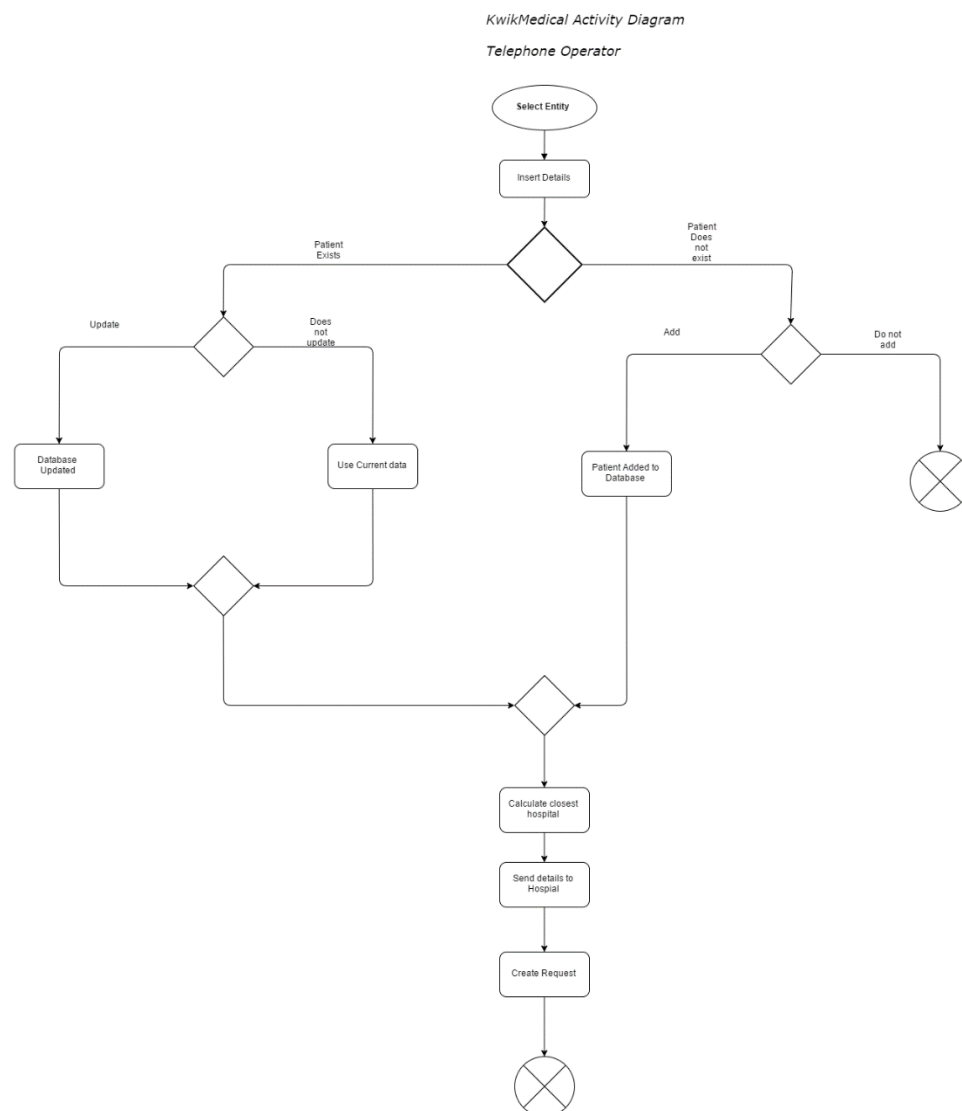 KwikMedical Activity Diagram
Telephone Operator
Select Entity
Insert Details
Patient
Exists
Patient
Does
not
exist
Update
Does
not
update
Add
Do not
add
Database
Updated
Use Current data
Patient Added to
Database
Calculate closest
hospital
Send details to
Hospial
Create Request